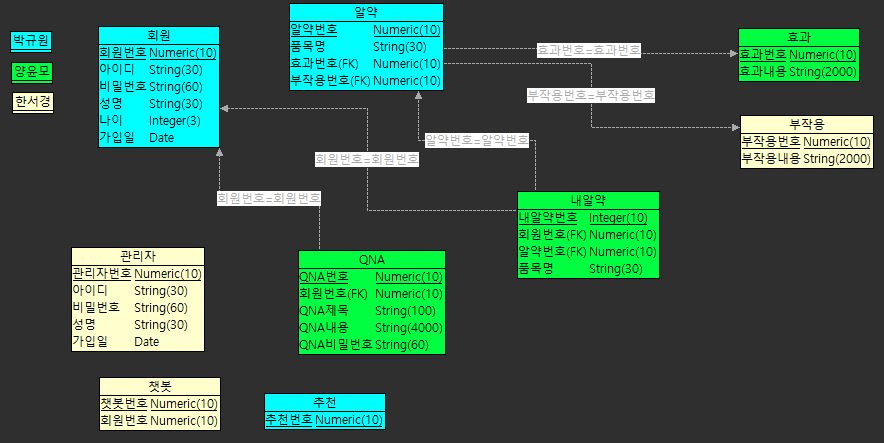 박규원
양윤모
한서경
회원
회원번호 Numeric(10)
아이디 String(30)
비밀번호 String(60)
성명 String(30)
나이 Integer(3)
가입일 Date
알약
알약번호 Numeric(10)
품목명 String(30)
효과번호(FK) Numeric(10)
부작용번호(FK) Numeric(10)
효과번호=효과번호
부작용번호=부작용번호
알약번호=알약번호
회원번호=회원번호
회원번호=회원번호
효과
효과번호 Numeric(10)
효과내용 String(2000)
부작용
부작용번호 Numeric(10)
부작용내용 String(2000)
내알약
내알약번호 Integer(10)
회원번호(FK) Numeric(10)
알약번호(FK) Numeric(10)
품목명 String(30)
관리자
관리자번호 Numeric(10)
아이디 String(30)
비밀번호 String(60)
성명 String(30)
가입일 Date
QNA
QNA번호 Numeric(10)
회원번호(FK) Numeric(10)
QNA제목 String(100)
QNA내용 String(4000)
QNA비밀번호 String(60)
챗봇
챗봇번호 Numeric(10)
회원번호 Numeric(10)
추천
추천번호 Numeric(10)